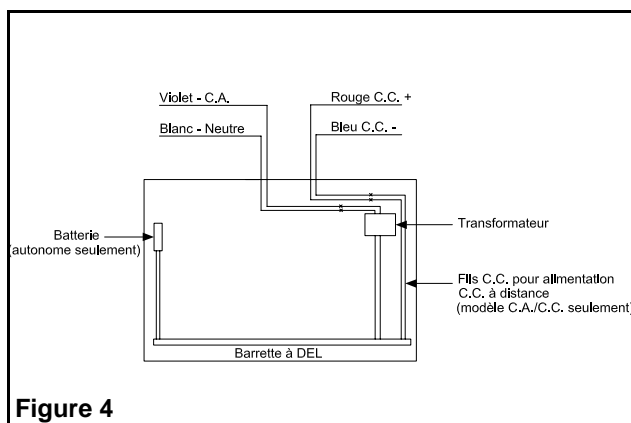 Violet - C.A.
Rouge C.C. +
Blanc - Neutre
Bleu C.C. -
Batterie
(autonome seulement)
Transformateur
Fils C.C. pour alimentation
C.C. à distance
(modèle C.A./C.C. seulement)
Barrette à DEL
Figure 4